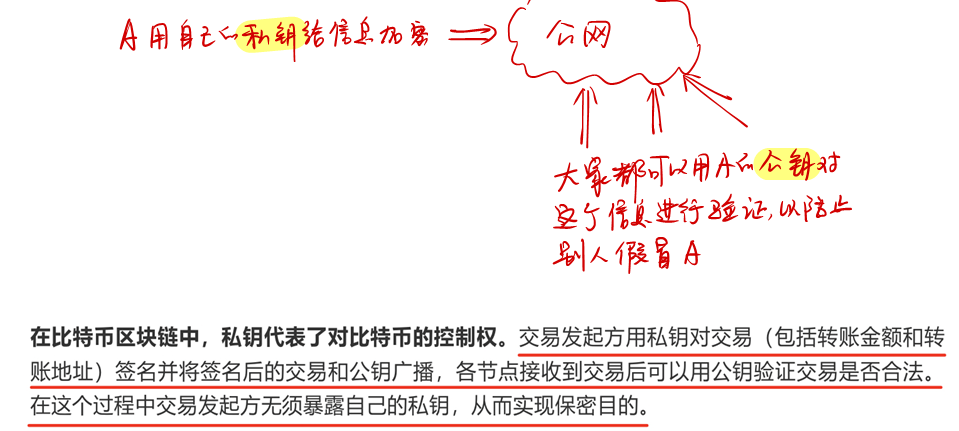 A用自己的私钥给信息加密
公网
大家都可以用A的公钥对
这个信息进行验证,以防止
别人假冒A
在比特币区块链中，私钥代表了对比特币的控制权。交易发起方用私钥对交易（包括转账金额和转
账地址）签名并将签名后的交易和公钥广播，各节点接收到交易后可以用公钥验证交易是否合法。
在这个过程中交易发起方无须暴露自己的私钥，从而实现保密目的。